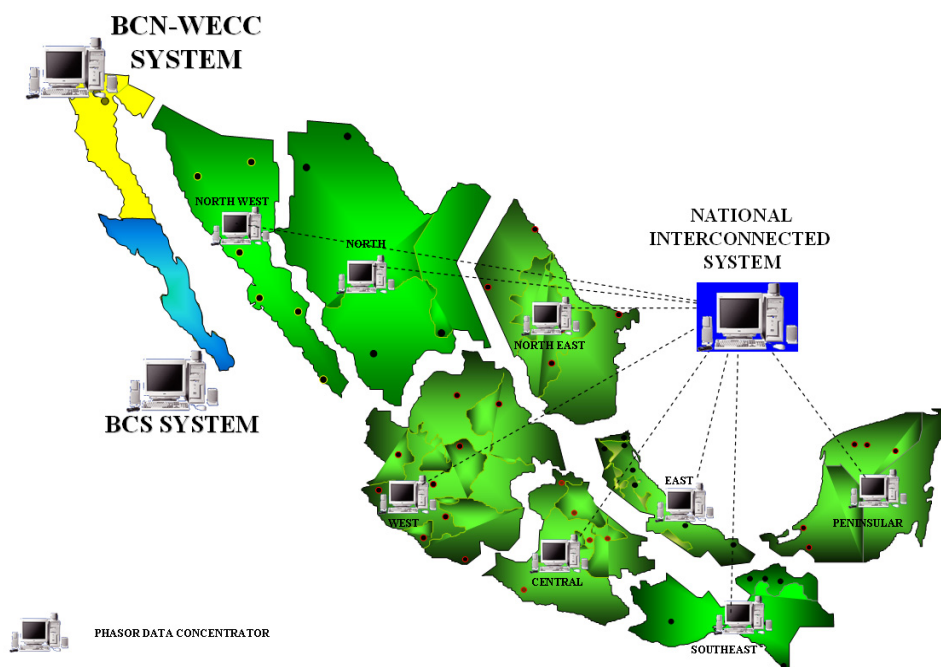 BCN-WECC
SYSTEM
NORTH WEST
NORTH
NATIONAL
INTERCONNECTED
SYSTEM
NORTH EAST
BCS SYSTEM
EAST
WEST
PENINSULAR
CENTRAL
PHASOR DATA CONCENTRATOR
SOUTHEAST